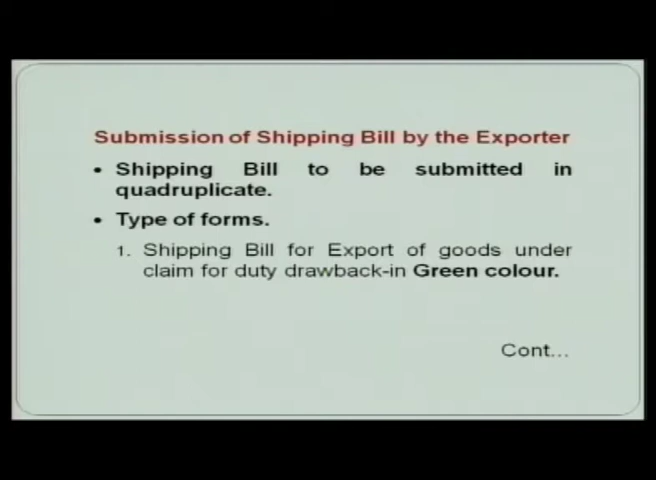 Submission of Shipping Bill by the Exporter
• Shipping Bill to be submitted in
quadruplicate.
• Type of forms.
1. Shipping Bill for Export of goods under
claim for duty drawback-in Green colour.
Cont...